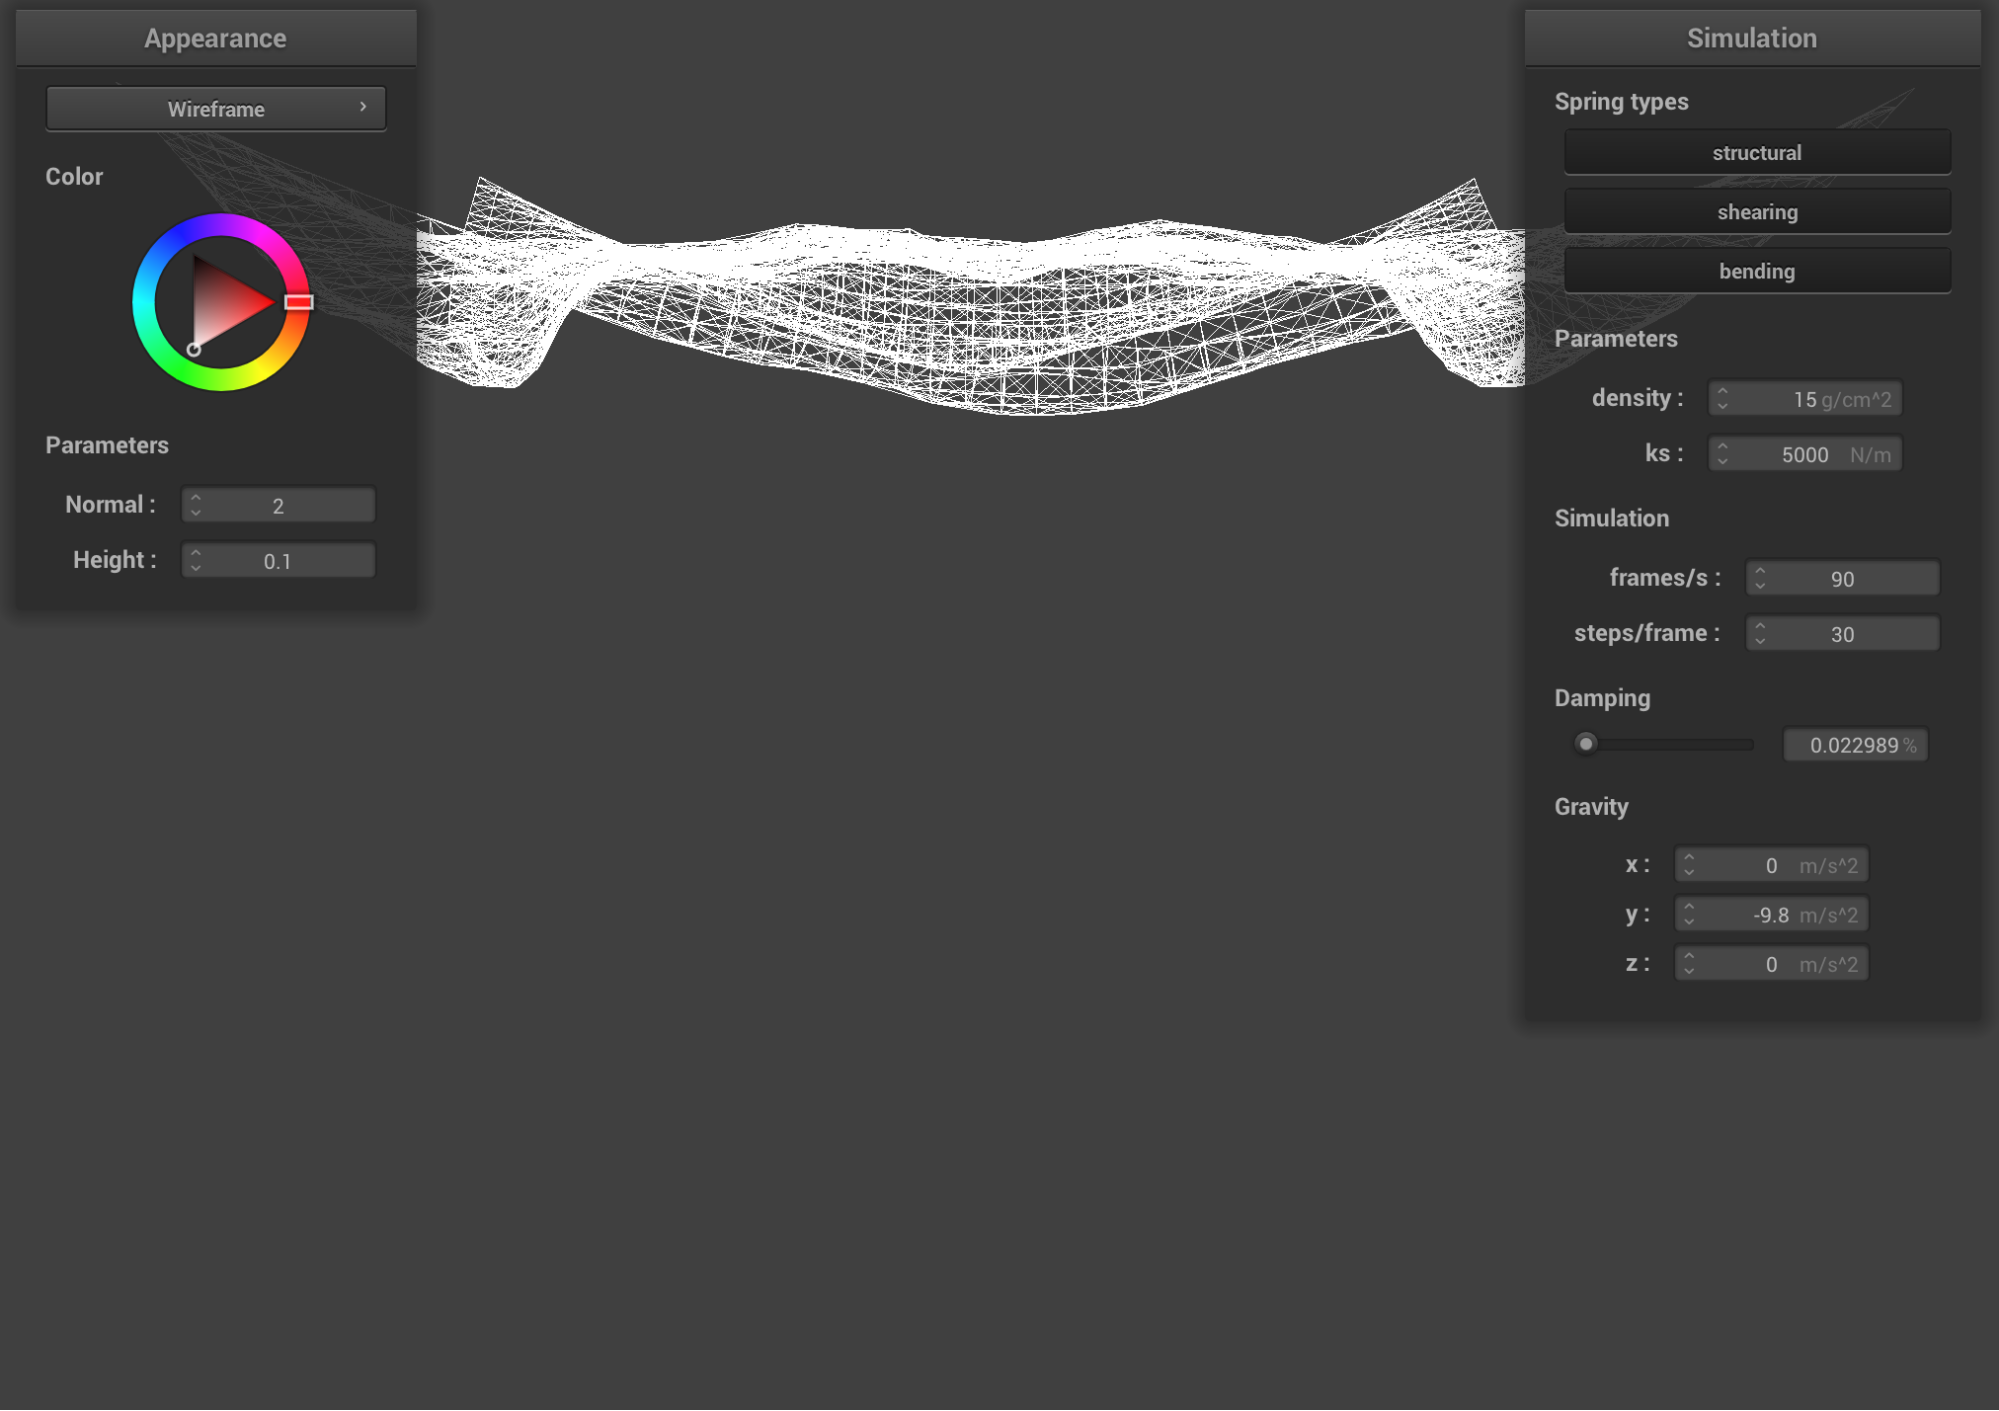 Appearance
Wireframe
Color
Parameters
Normal : 2
Height : 0.1
Simulation
Spring types
structural
shearing
bending
Parameters
density : 15 g/cm^2
ks : 5000 N/m
Simulation
frames/s : 90
steps/frame : 30
Damping
0.022989 %
Gravity
x : 0 m/s^2
y : -9.8 m/s^2
z : 0 m/s^2